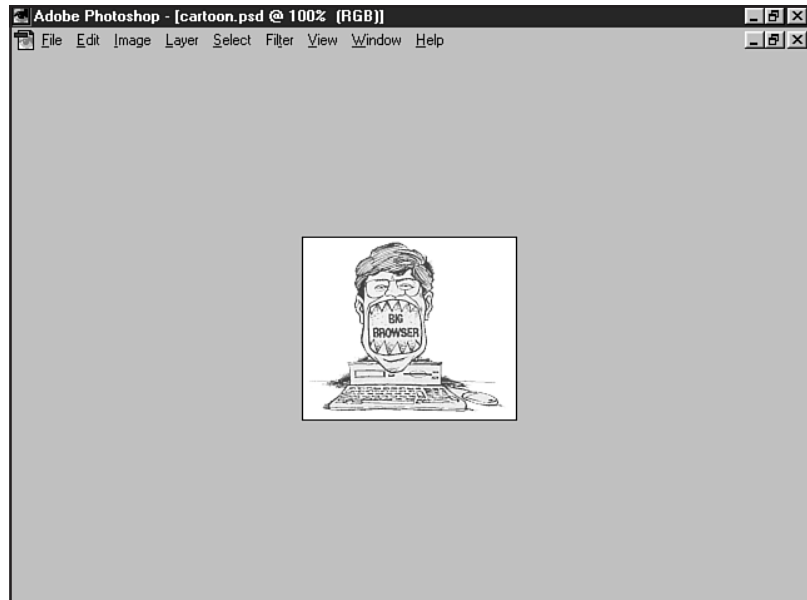 Adobe Photoshop - [cartoon.psd @ 100% (RGB)]
File Edit Image Layer Select Filter View Window Help
BIG
BROWSER